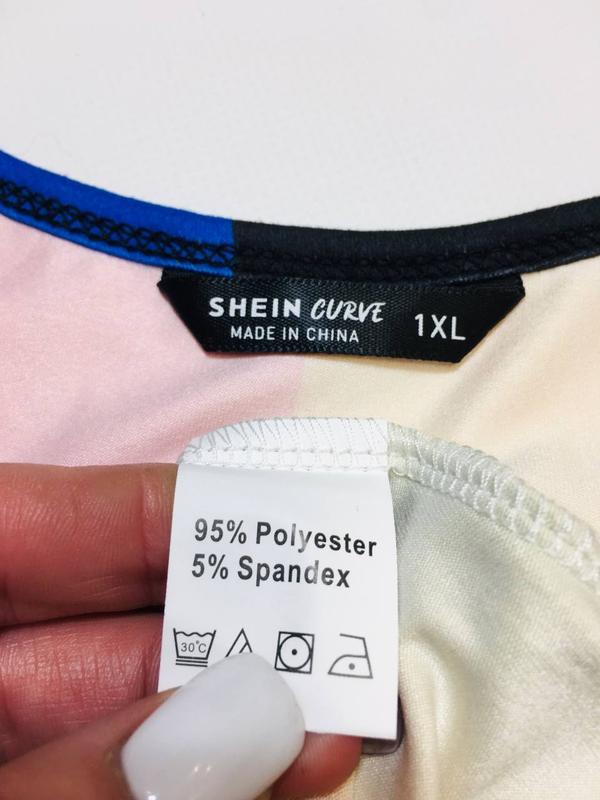 SHEIN CURVE
MADE IN CHINA
1XL
95% Polyester
5% Spandex
30°C